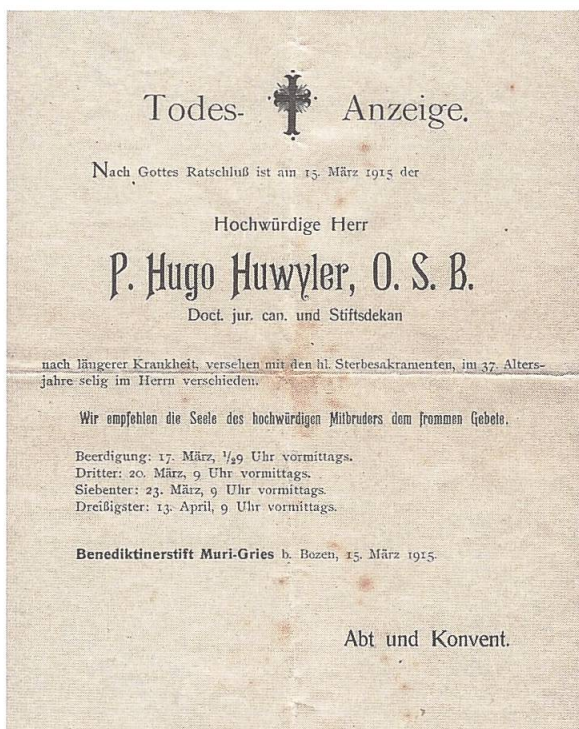 Todes- Anzeige.
Nach Gottes Ratschluß ist am 15. März 1915 der
Hochwürdige Herr
P. Hugo Huwyler, O. S. B.
Doct. jur. can. und Stiftsdekan
nach längerer Krankheit, versehen mit den hl. Sterbesakramenten, im 37. Alters-
jahre selig im Herrn verschieden.
Wir empfehlen die Seele des hochwürdigen Mitbruders dem frommen Gebete.
Beerdigung: 17. März, ½9 Uhr vormittags.
Dritter: 20. März, 9 Uhr vormittags.
Siebenter: 23. März, 9 Uhr vormittags.
Dreißigster: 13. April, 9 Uhr vormittags.
Benediktinerstift Muri-Gries b. Bozen, 15. März 1915.
Abt und Konvent.